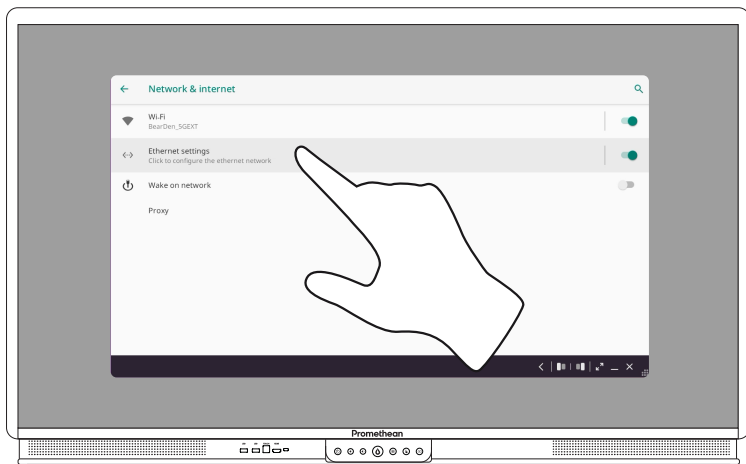 Network & internet
Wi-Fi
BearDen_5GEXT
Ethernet settings
Click to configure the ethernet network
Wake on network
Proxy
Promethean